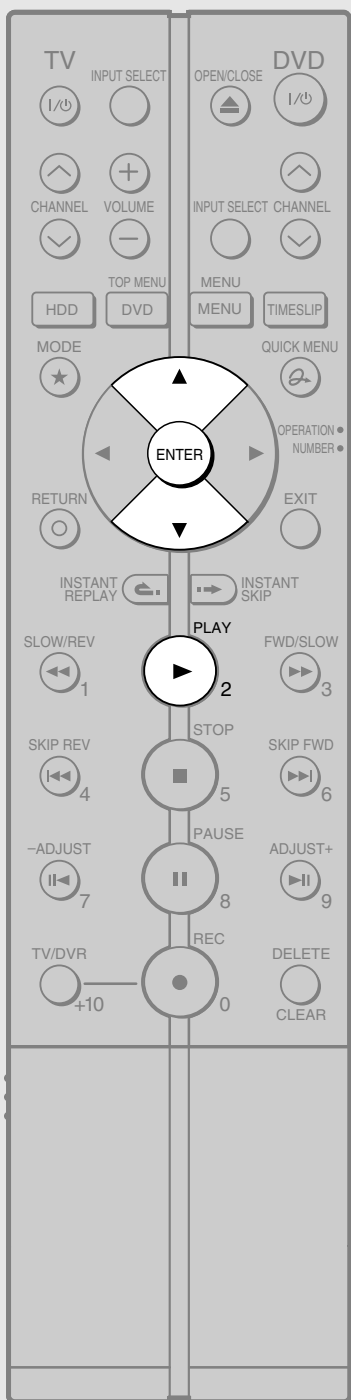 TV
DVD
INPUT SELECT
OPEN/CLOSE
CHANNEL
VOLUME
INPUT SELECT
CHANNEL
TOP MENU
MENU
HDD
DVD
MENU
TIMESLIP
MODE
QUICK MENU
ENTER
OPERATION
NUMBER
RETURN
EXIT
INSTANT
REPLAY
INSTANT
SKIP
PLAY
SLOW/REV
FWD/SLOW
1
2
3
STOP
SKIP REV
SKIP FWD
4
5
6
PAUSE
–ADJUST
ADJUST+
7
8
9
REC
TV/DVR
DELETE
+10
0
CLEAR